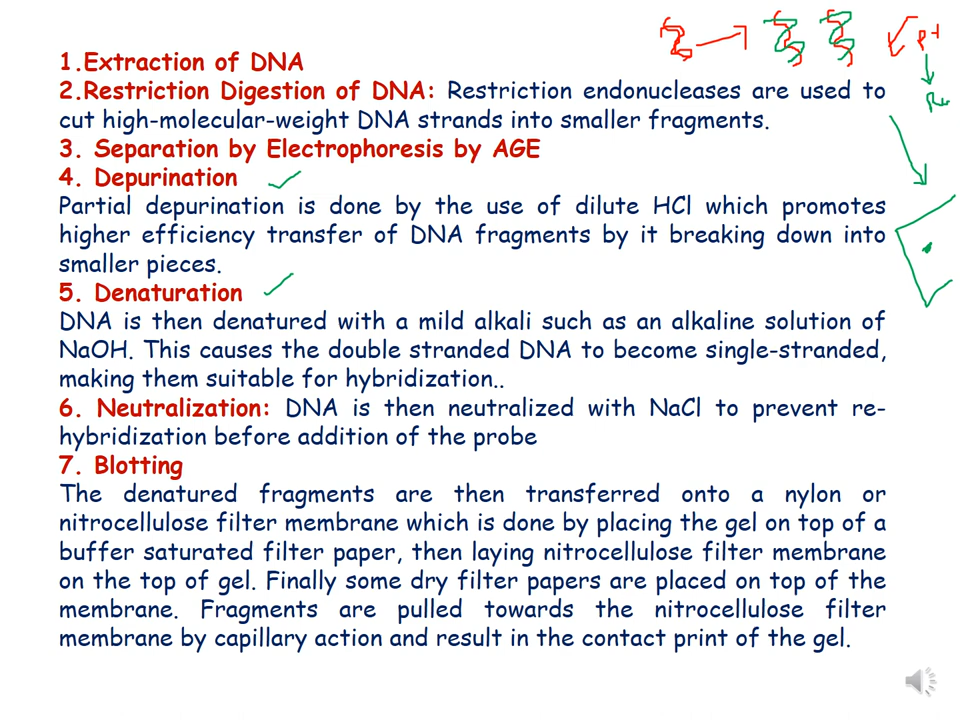 1.Extraction of DNA
2.Restriction Digestion of DNA: Restriction endonucleases are used to
cut high-molecular-weight DNA strands into smaller fragments.
3. Separation by Electrophoresis by AGE
4. Depurination
Partial depurination is done by the use of dilute HCl which promotes
higher efficiency transfer of DNA fragments by it breaking down into
smaller pieces.
5. Denaturation
DNA is then denatured with a mild alkali such as an alkaline solution of
NaOH. This causes the double stranded DNA to become single-stranded,
making them suitable for hybridization..
6. Neutralization: DNA is then neutralized with NaCl to prevent re-
hybridization before addition of the probe
7. Blotting
The denatured fragments are then transferred onto a nylon or
nitrocellulose filter membrane which is done by placing the gel on top of a
buffer saturated filter paper, then laying nitrocellulose filter membrane
on the top of gel. Finally some dry filter papers are placed on top of the
membrane. Fragments are pulled towards the nitrocellulose filter
membrane by capillary action and result in the contact print of the gel.